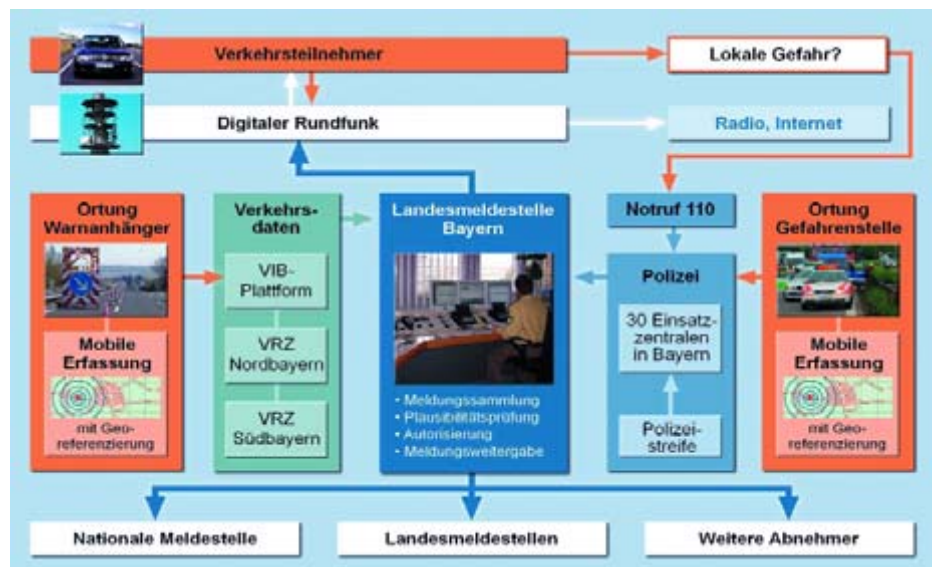 Verkehrsteilnehmer
Lokale Gefahr?
Digitaler Rundfunk
Radio, Internet
Ortung
Warnanhänger
Mobile
Erfassung
mit Geo-
referenzierung
Verkehrs-
daten
VIB-
Plattform
VRZ
Nordbayern
VRZ
Südbayern
Landesmeldestelle
Bayern
• Meldungssammlung
• Plausibilitätsprüfung
• Autorisierung
• Meldungsweitergabe
Notruf 110
Polizei
30 Einsatz-
zentralen
in Bayern
Polizei-
streife
Ortung
Gefahrenstelle
Mobile
Erfassung
mit Geo-
referenzierung
Nationale Meldestelle
Landesmeldestellen
Weitere Abnehmer